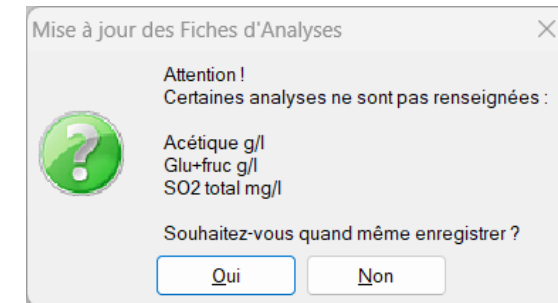 Mise à jour des Fiches d'Analyses
Attention !
Certaines analyses ne sont pas renseignées :
Acétique g/l
Glu+fruc g/l
SO2 total mg/l
Souhaitez-vous quand même enregistrer ?
Oui
Non